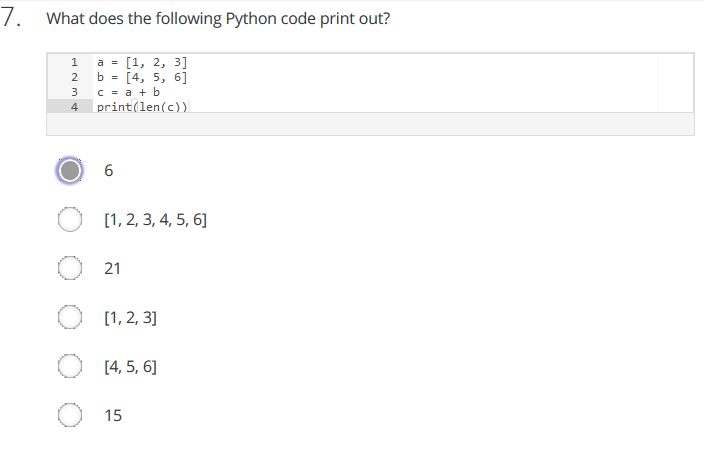 7. What does the following Python code print out?
1 a = [1, 2, 3]
2 b = [4, 5, 6]
3 c = a + b
4 print(len(c))
6
[1, 2, 3, 4, 5, 6]
21
[1, 2, 3]
[4, 5, 6]
15